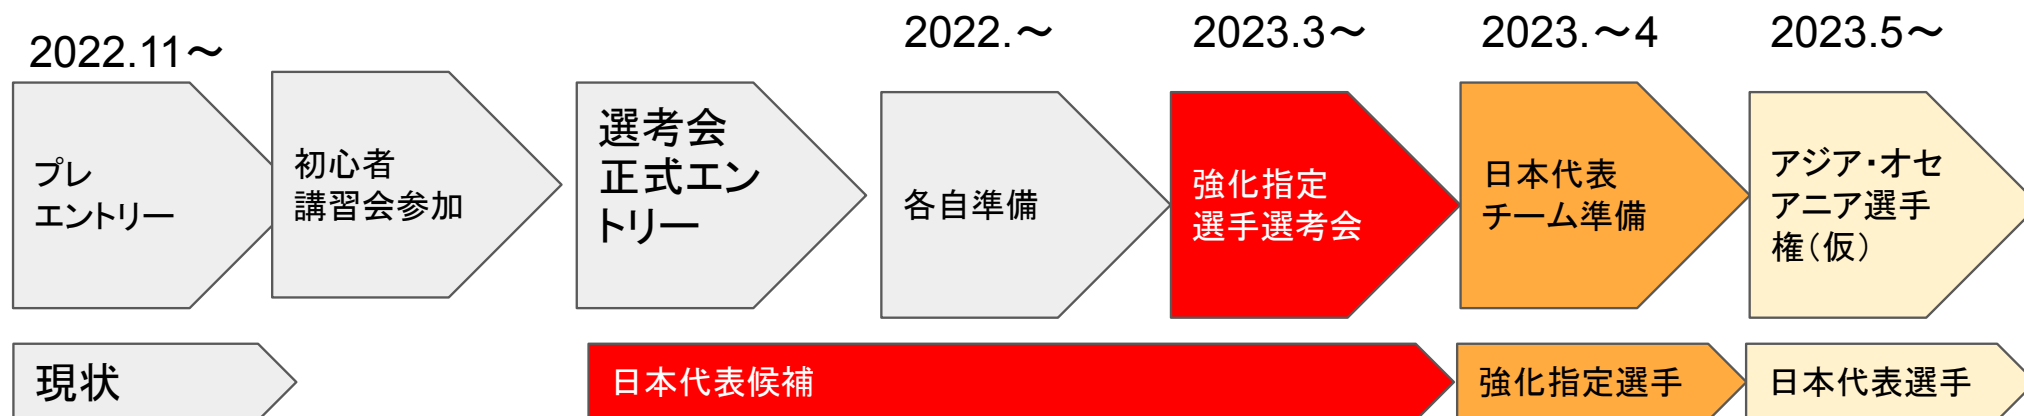 2022.11～
2022.～
2023.3～
2023.～4
2023.5～
プレ
エントリー
初心者
講習会参加
選考会
正式エン
トリー
各自準備
強化指定
選手選考会
日本代表
チーム準備
アジア・オセ
アニア選手
権（仮）
現状
日本代表候補
強化指定選手
日本代表選手